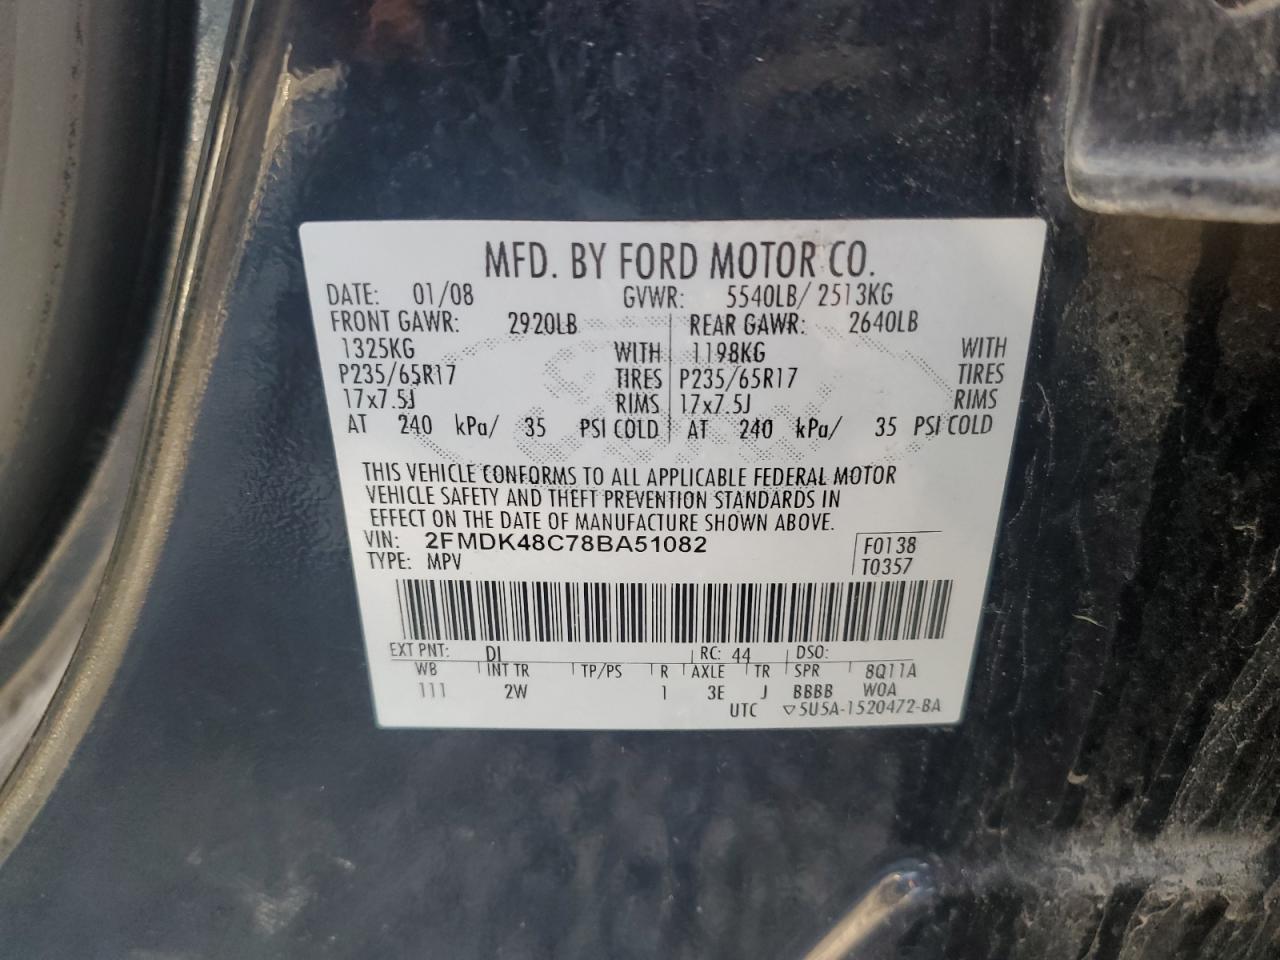 MFD. BY FORD MOTOR CO.
DATE: 01/08 GVWR: 5540LB/ 2513KG
FRONT GAWR: 2920LB REAR GAWR: 2640LB
1325KG WITH 1198KG WITH
P235/65R17 TIRES P235/65R17 TIRES
17x7.5J RIMS 17x7.5J RIMS
AT 240 kPa/ 35 PSI COLD AT 240 kPa/ 35 PSI COLD
THIS VEHICLE CONFORMS TO ALL APPLICABLE FEDERAL MOTOR
VEHICLE SAFETY AND THEFT PREVENTION STANDARDS IN
EFFECT ON THE DATE OF MANUFACTURE SHOWN ABOVE.
VIN: 2FMDK48C78BA51082 F0138
TYPE: MPV T0357
EXT PNT: DI RC: 44 DSO:
WB INT TR TP/PS R AXLE TR SPR 8Q11A
111 2W 1 3E J BBBB WOA
UTC ▽5U5A-1520472-BA